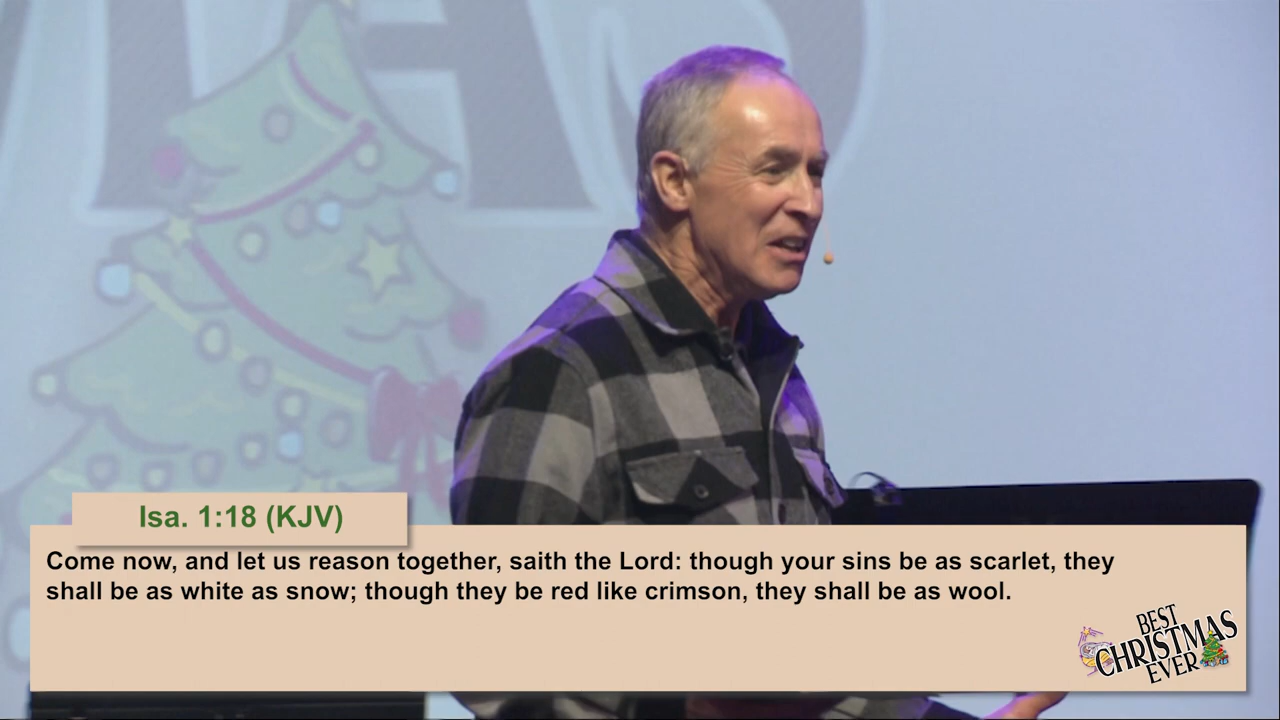 MAS
Isa. 1:18 (KJV)
Come now, and let us reason together, saith the Lord: though your sins be as scarlet, they
shall be as white as snow; though they be red like crimson, they shall be as wool.
BEST
CHRISTMAS
EVER